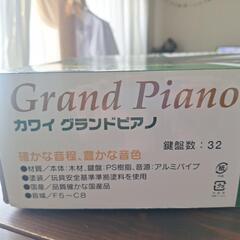 Grand Piano
カワイ グランドピアノ
鍵盤数：32
確かな音程、豊かな音色
●材質／本体：木材、鍵盤：PS樹脂、音源：アルミパイプ
●塗装／玩具安全基準準拠塗料を使用
●国産／品質確かな国産品
●音域／F5〜C8